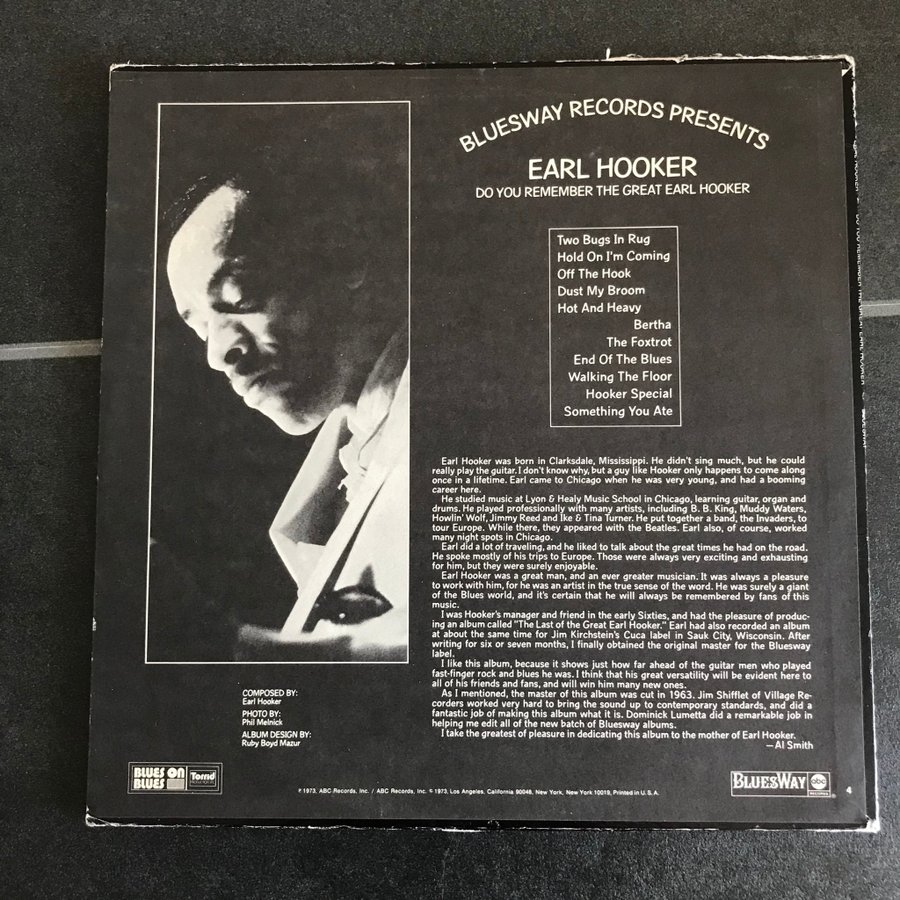 BLUESWAY RECORDS PRESENTS
EARL HOOKER
DO YOU REMEMBER THE GREAT EARL HOOKER
Two Bugs In Rug
Hold On I'm Coming
Off The Hook
Dust My Broom
Hot And Heavy
Bertha
The Foxtrot
End Of The Blues
Walking The Floor
Hooker Special
Something You Ate
Earl Hooker was born in Clarksdale, Mississippi. He didn't sing much, but he could
really play the guitar. I don't know why, but a guy like Hooker only happens to come along
once in a lifetime. Earl came to Chicago when he was very young, and had a booming
career here.
He studied music at Lyon & Healy Music School in Chicago, learning guitar, organ and
drums. He played professionally with many artists, including B. B. King, Muddy Waters,
Howlin' Wolf, Jimmy Reed and Ike & Tina Turner. He put together a band, the Invaders, to
tour Europe. While there, they appeared with the Beatles. Earl also, of course, worked
many night spots in Chicago.
Earl did a lot of traveling, and he liked to talk about the great times he had on the road.
He spoke mostly of his trips to Europe. Those were always very exciting and exhausting
for him, but they were surely enjoyable.
Earl Hooker was a great man, and an ever greater musician. It was always a pleasure
to work with him, for he was an artist in the true sense of the word. He was surely a giant
of the Blues world, and it's certain that he will always be remembered by fans of this
music.
I was Hooker's manager and friend in the early Sixties, and had the pleasure of produc-
ing an album called "The Last of the Great Earl Hooker." Earl had also recorded an album
at about the same time for Jim Kirchstein's Cuca label in Sauk City, Wisconsin. After
writing for six or seven months, I finally obtained the original master for the Bluesway
label.
I like this album, because it shows just how far ahead of the guitar men who played
fast-finger rock and blues he was. I think that his great versatility will be evident here to
all of his friends and fans, and will win him many new ones.
As I mentioned, the master of this album was cut in 1963. Jim Shifflet of Village Re-
corders worked very hard to bring the sound up to contemporary standards, and did a
fantastic job of making this album what it is. Dominick Lumetta did a remarkable job in
helping me edit all of the new batch of Bluesway albums.
I take the greatest of pleasure in dedicating this album to the mother of Earl Hooker.
—Al Smith
COMPOSED BY:
Earl Hooker
PHOTO BY:
Phil Melnick
ALBUM DESIGN BY:
Ruby Boyd Mazur
BLUES ON
BLUES
Torrid
℗ 1973, ABC Records, Inc. / ABC Records, Inc. © 1973, Los Angeles, California 90048, New York, New York 10019, Printed in U.S.A.
BLUESWAY
abc
RECORDS
4